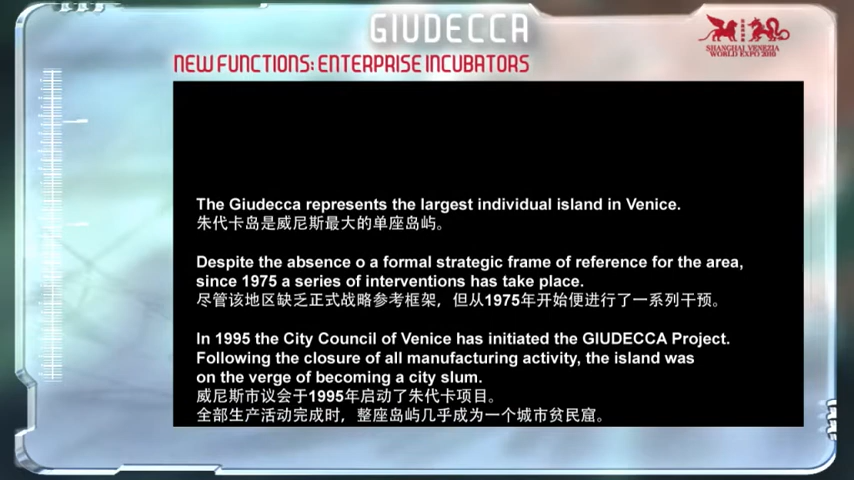 GIUDECCA
SHANGHAI VENEZIA
WORLD EXPO 2010
NEW FUNCTIONS: ENTERPRISE INCUBATORS
The Giudecca represents the largest individual island in Venice.
朱代卡岛是威尼斯最大的单座岛屿。
Despite the absence o a formal strategic frame of reference for the area,
since 1975 a series of interventions has take place.
尽管该地区缺乏正式战略参考框架，但从1975年开始便进行了一系列干预。
In 1995 the City Council of Venice has initiated the GIUDECCA Project.
Following the closure of all manufacturing activity, the island was
on the verge of becoming a city slum.
威尼斯市议会于1995年启动了朱代卡项目。
全部生产活动完成时，整座岛屿几乎成为一个城市贫民窟。